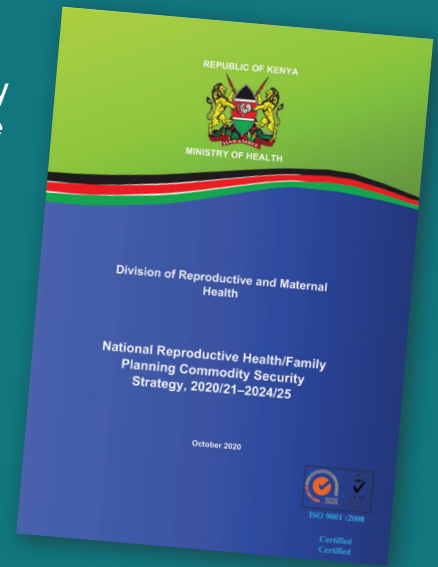 REPUBLIC OF KENYA
HARAMBEE
MINISTRY OF HEALTH
Division of Reproductive and Maternal
Health
National Reproductive Health/Family
Planning Commodity Security
Strategy, 2020/21–2024/25
October 2020
SGS
ISO 9001 :2008
Certified
Certified